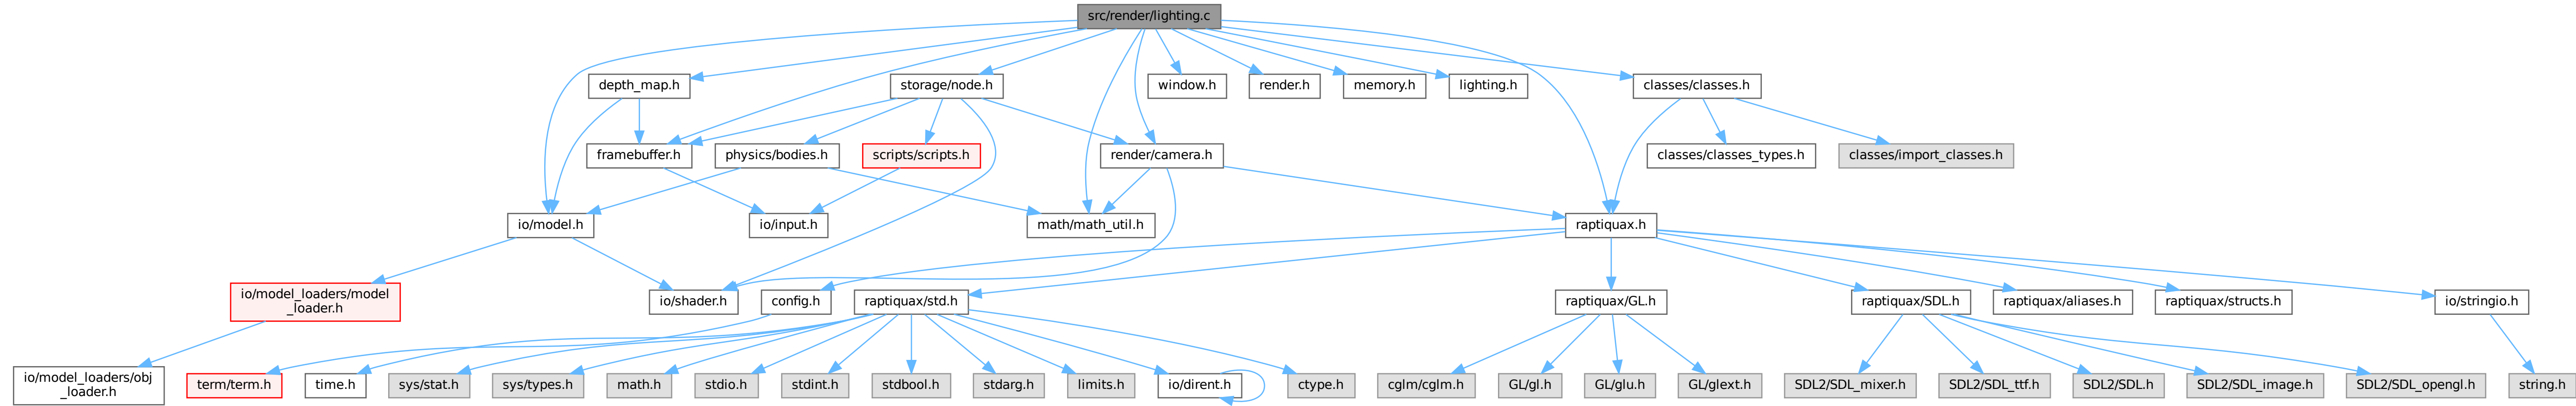 src/render/lighting.c
depth_map.h
storage/node.h
window.h
render.h
memory.h
lighting.h
classes/classes.h
framebuffer.h
physics/bodies.h
scripts/scripts.h
render/camera.h
classes/classes_types.h
classes/import_classes.h
io/model.h
io/input.h
math/math_util.h
raptiquax.h
io/model_loaders/model
_loader.h
io/shader.h
config.h
raptiquax/std.h
raptiquax/GL.h
raptiquax/SDL.h
raptiquax/aliases.h
raptiquax/structs.h
io/stringio.h
io/model_loaders/obj
_loader.h
term/term.h
time.h
sys/stat.h
sys/types.h
math.h
stdio.h
stdint.h
stdbool.h
stdarg.h
limits.h
io/dirent.h
ctype.h
cglm/cglm.h
GL/gl.h
GL/glu.h
GL/glext.h
SDL2/SDL_mixer.h
SDL2/SDL_ttf.h
SDL2/SDL.h
SDL2/SDL_image.h
SDL2/SDL_opengl.h
string.h